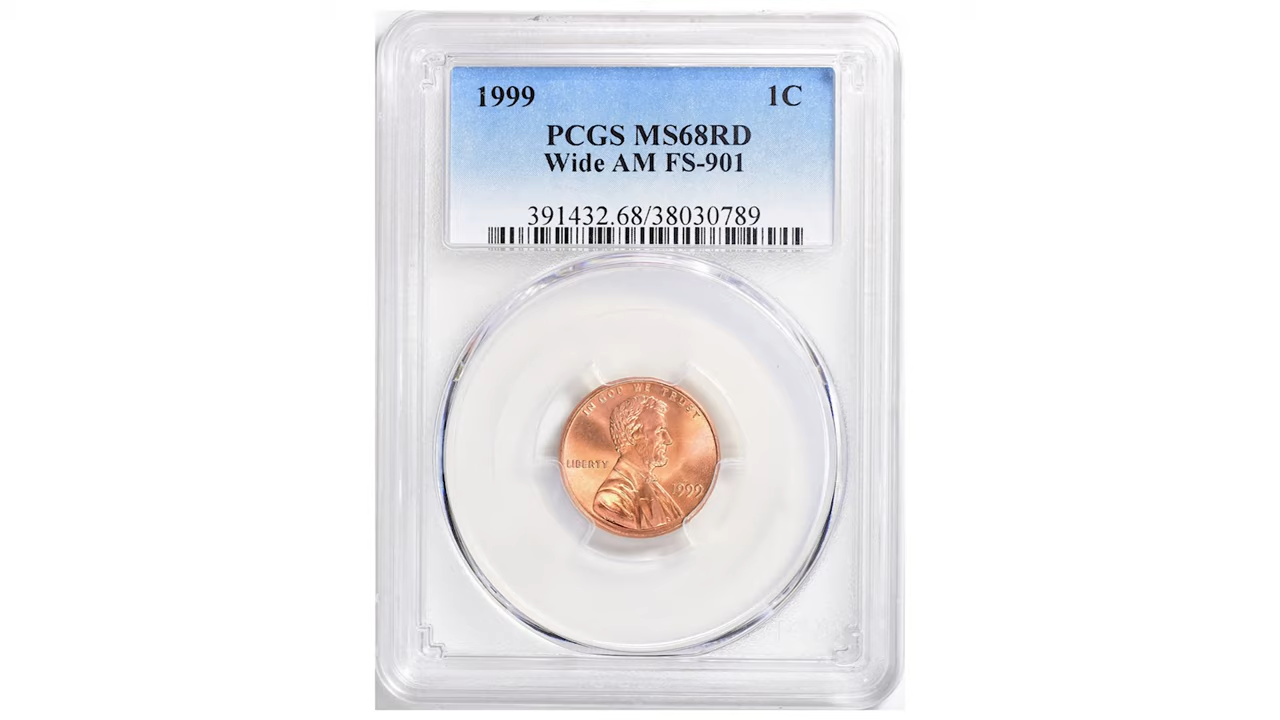 1999 1C
PCGS MS68RD
Wide AM FS-901
391432.68/38030789
IN GOD WE TRUST
LIBERTY
1999